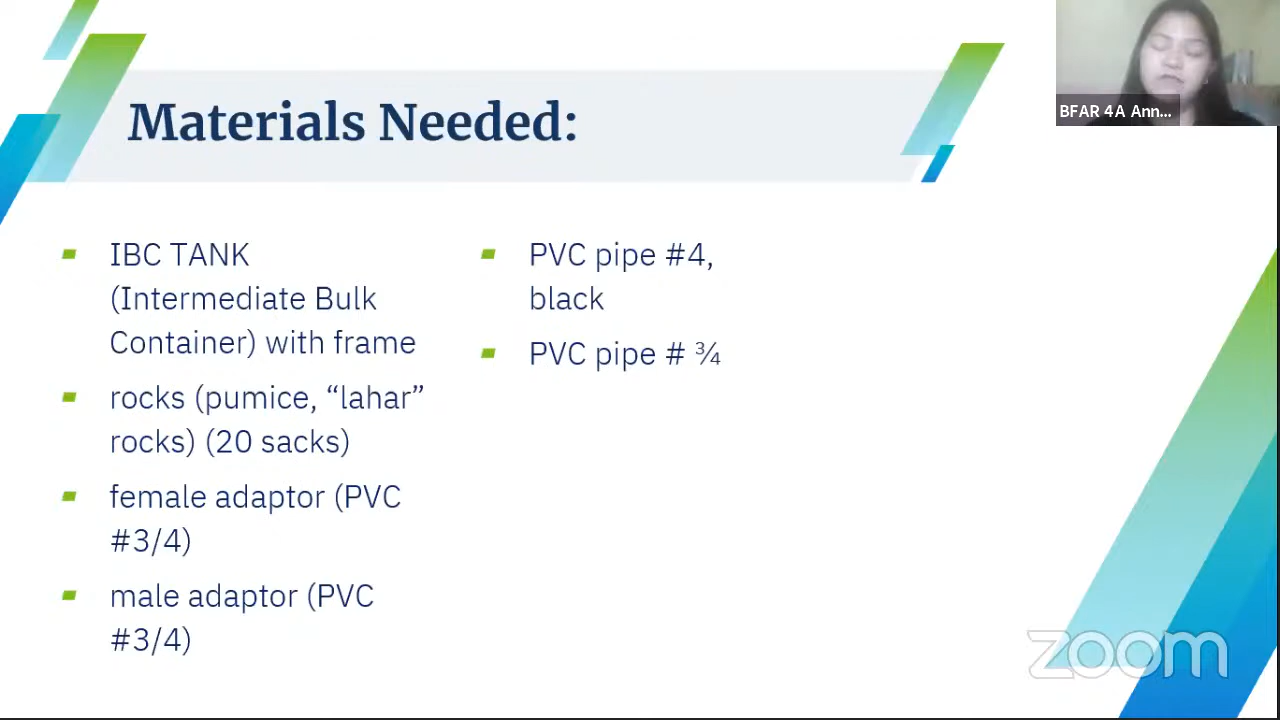 Materials Needed:
BFAR 4A Ann...
IBC TANK
(Intermediate Bulk
Container) with frame
rocks (pumice, “lahar”
rocks) (20 sacks)
female adaptor (PVC
#3/4)
male adaptor (PVC
#3/4)
PVC pipe #4,
black
PVC pipe # ¾
zoom